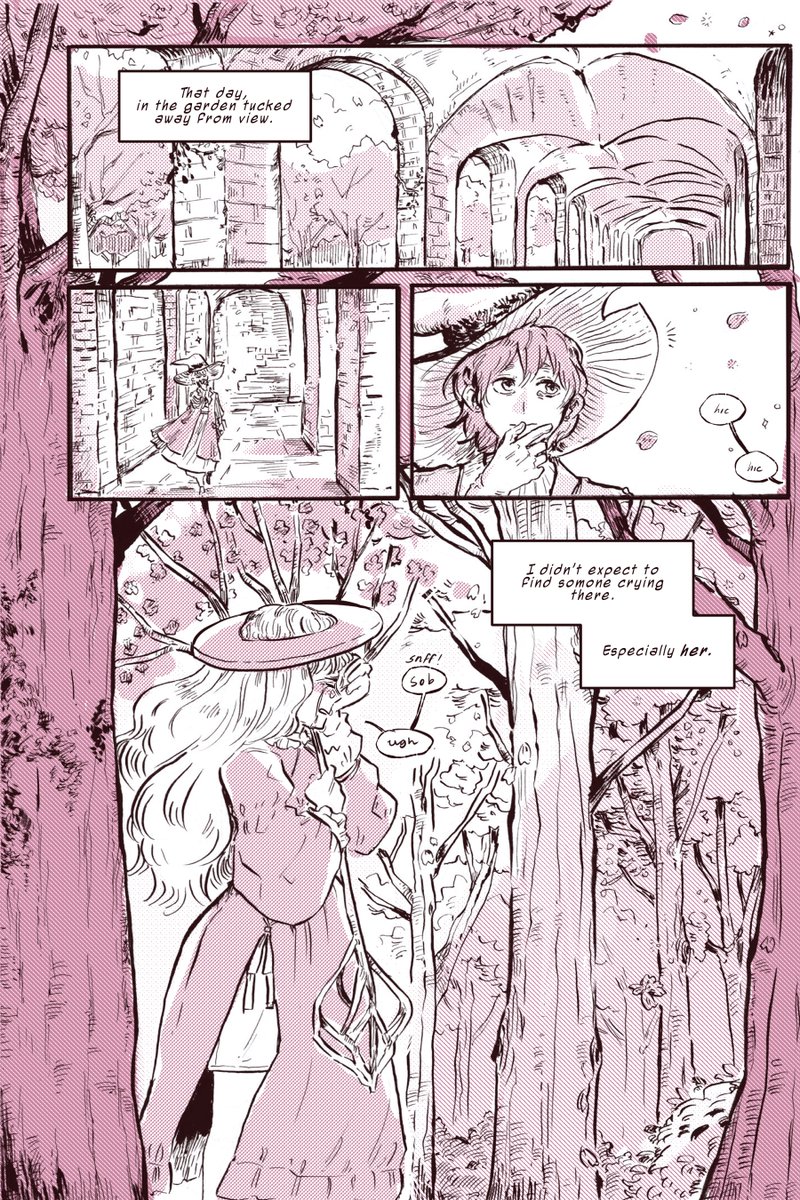 That day,
in the garden tucked
away from view.
hic
hic
I didn't expect to
find somone crying
there.
Especially her.
snff!
sob
ugh